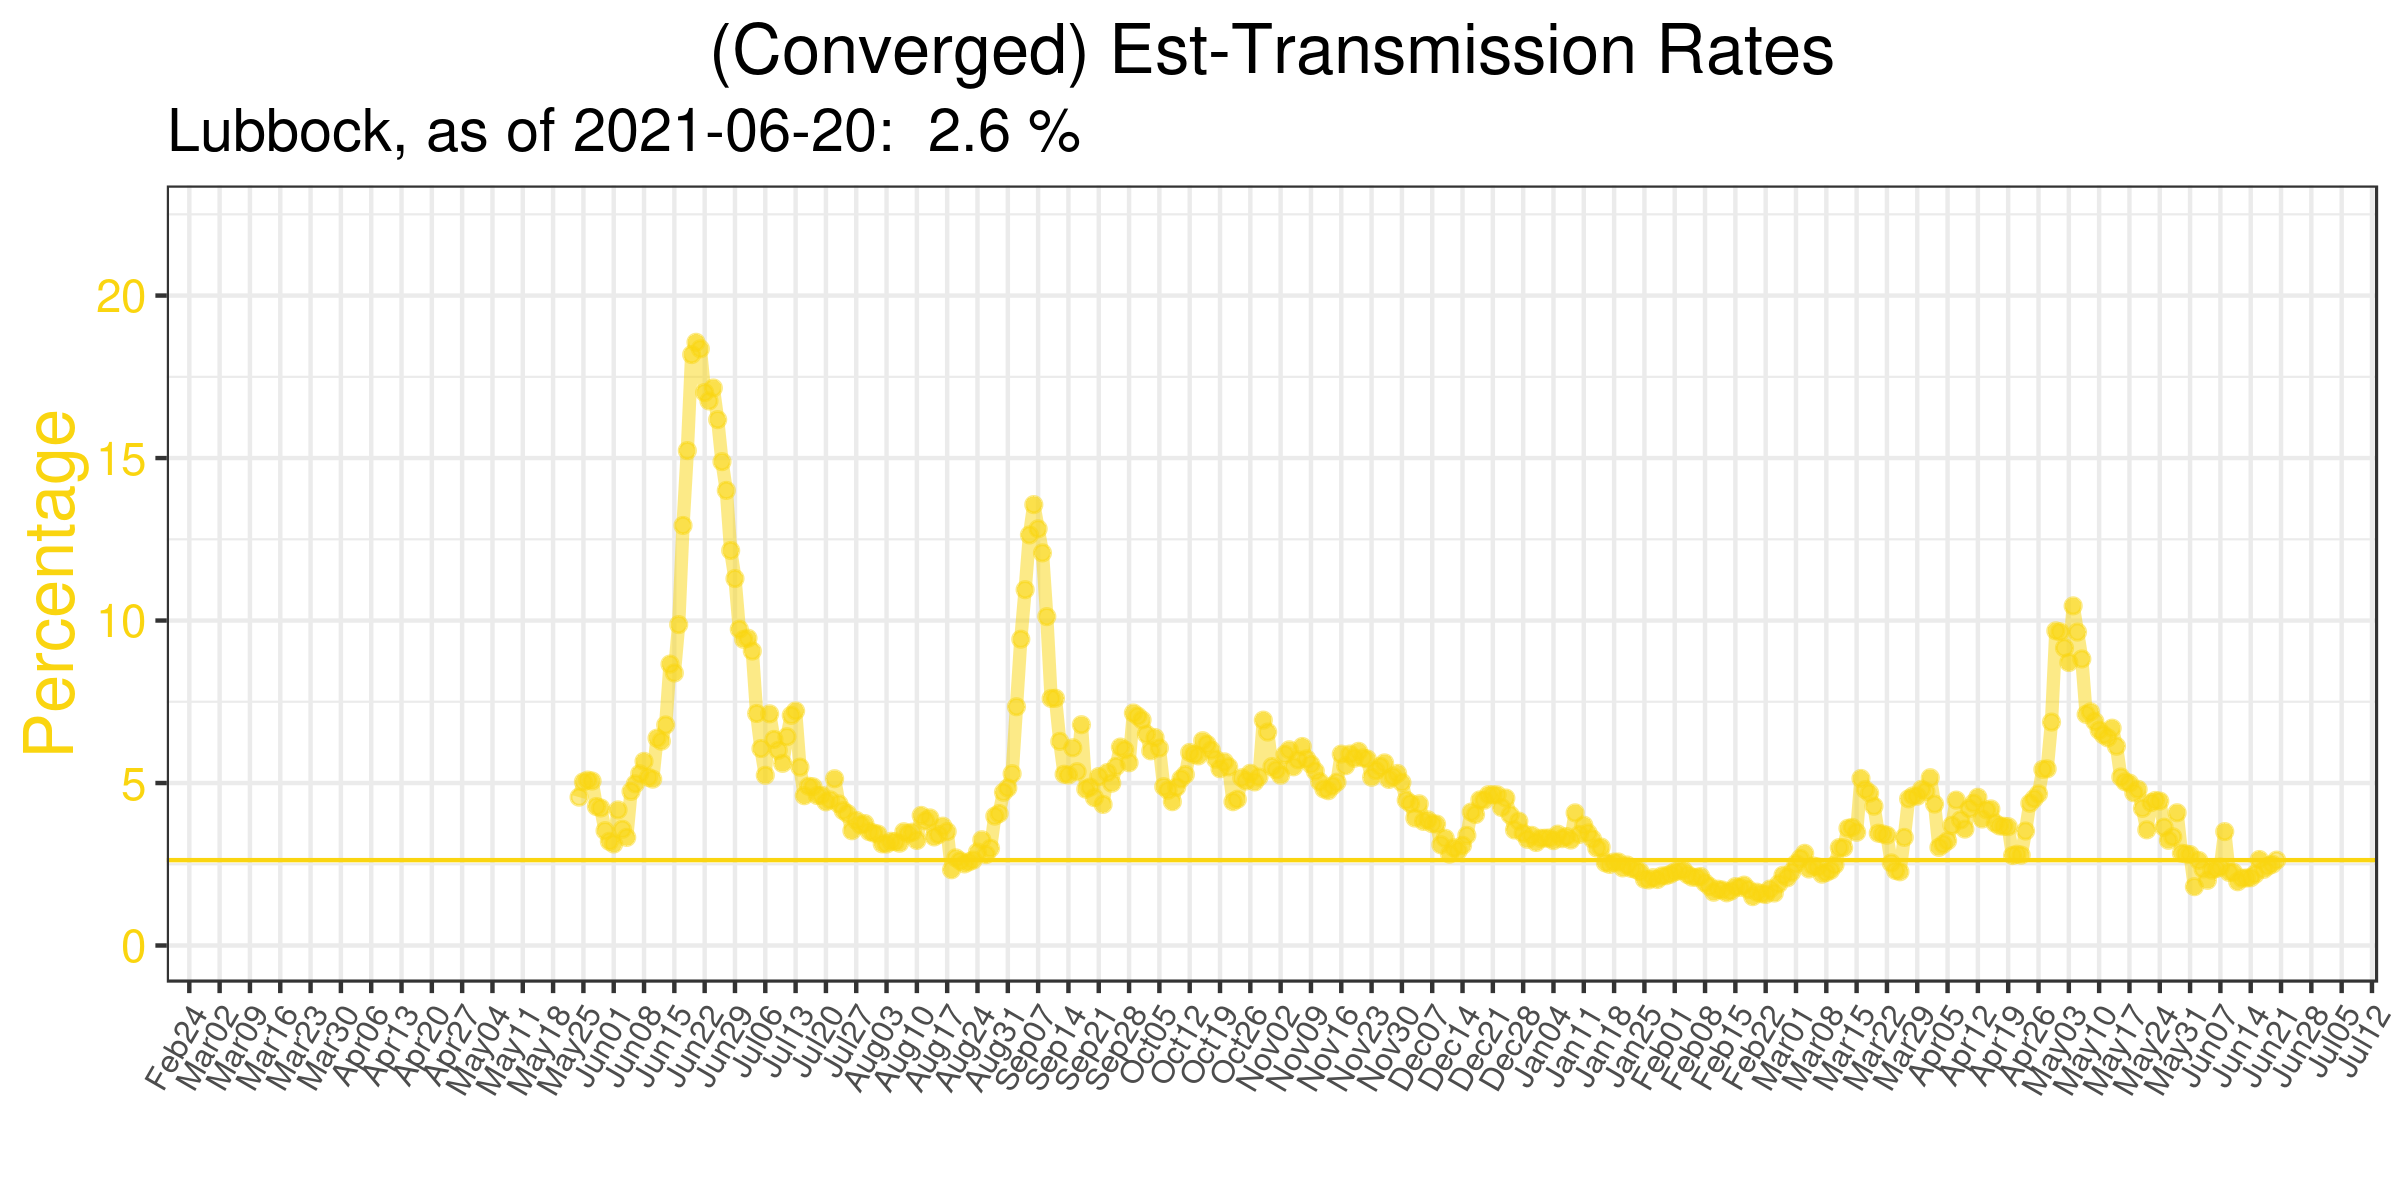 (Converged) Est-Transmission Rates
Lubbock, as of 2021-06-20:  2.6 %
Percentage
20
15
10
5
0
Feb24
Mar02
Mar09
Mar16
Mar23
Mar30
Apr06
Apr13
Apr20
Apr27
May04
May11
May18
May25
Jun01
Jun08
Jun15
Jun22
Jun29
Jul06
Jul13
Jul20
Jul27
Aug03
Aug10
Aug17
Aug24
Aug31
Sep07
Sep14
Sep21
Sep28
Oct05
Oct12
Oct19
Oct26
Nov02
Nov09
Nov16
Nov23
Nov30
Dec07
Dec14
Dec21
Dec28
Jan04
Jan11
Jan18
Jan25
Feb01
Feb08
Feb15
Feb22
Mar01
Mar08
Mar15
Mar22
Mar29
Apr05
Apr12
Apr19
Apr26
May03
May10
May17
May24
May31
Jun07
Jun14
Jun21
Jun28
Jul05
Jul12